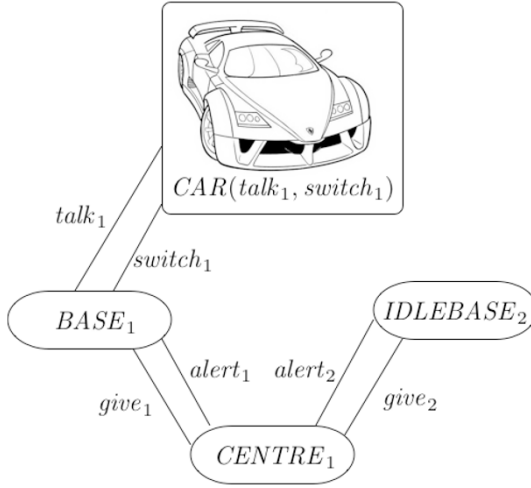 CAR(talk₁, switch₁)
talk₁
switch₁
BASE₁
IDLEBASE₂
alert₁
alert₂
give₁
give₂
CENTRE₁